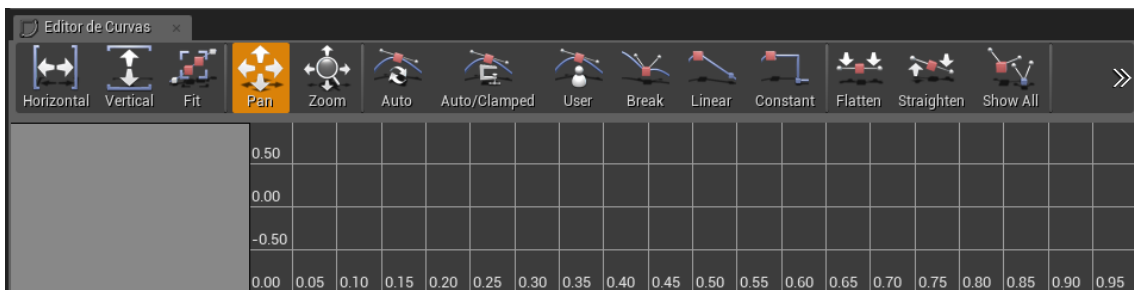 Editor de Curvas
Horizontal Vertical Fit Pan Zoom Auto Auto/Clamped User Break Linear Constant Flatten Straighten Show All
0.50
0.00
-0.50
0.00 0.05 0.10 0.15 0.20 0.25 0.30 0.35 0.40 0.45 0.50 0.55 0.60 0.65 0.70 0.75 0.80 0.85 0.90 0.95